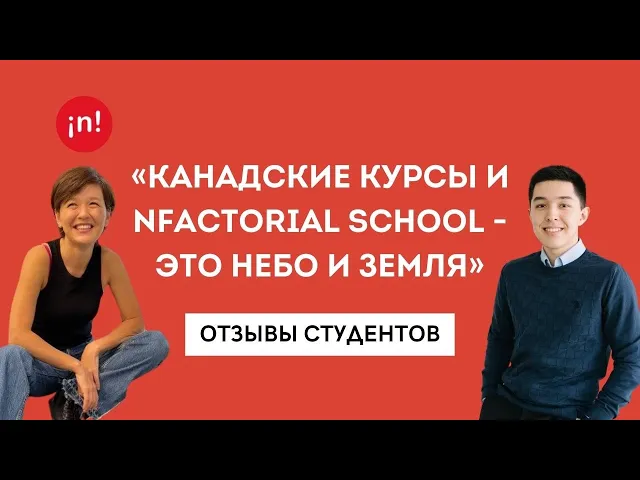 ¡n!
«КАНАДСКИЕ КУРСЫ И
NFACTORIAL SCHOOL -
ЭТО НЕБО И ЗЕМЛЯ»
ОТЗЫВЫ СТУДЕНТОВ